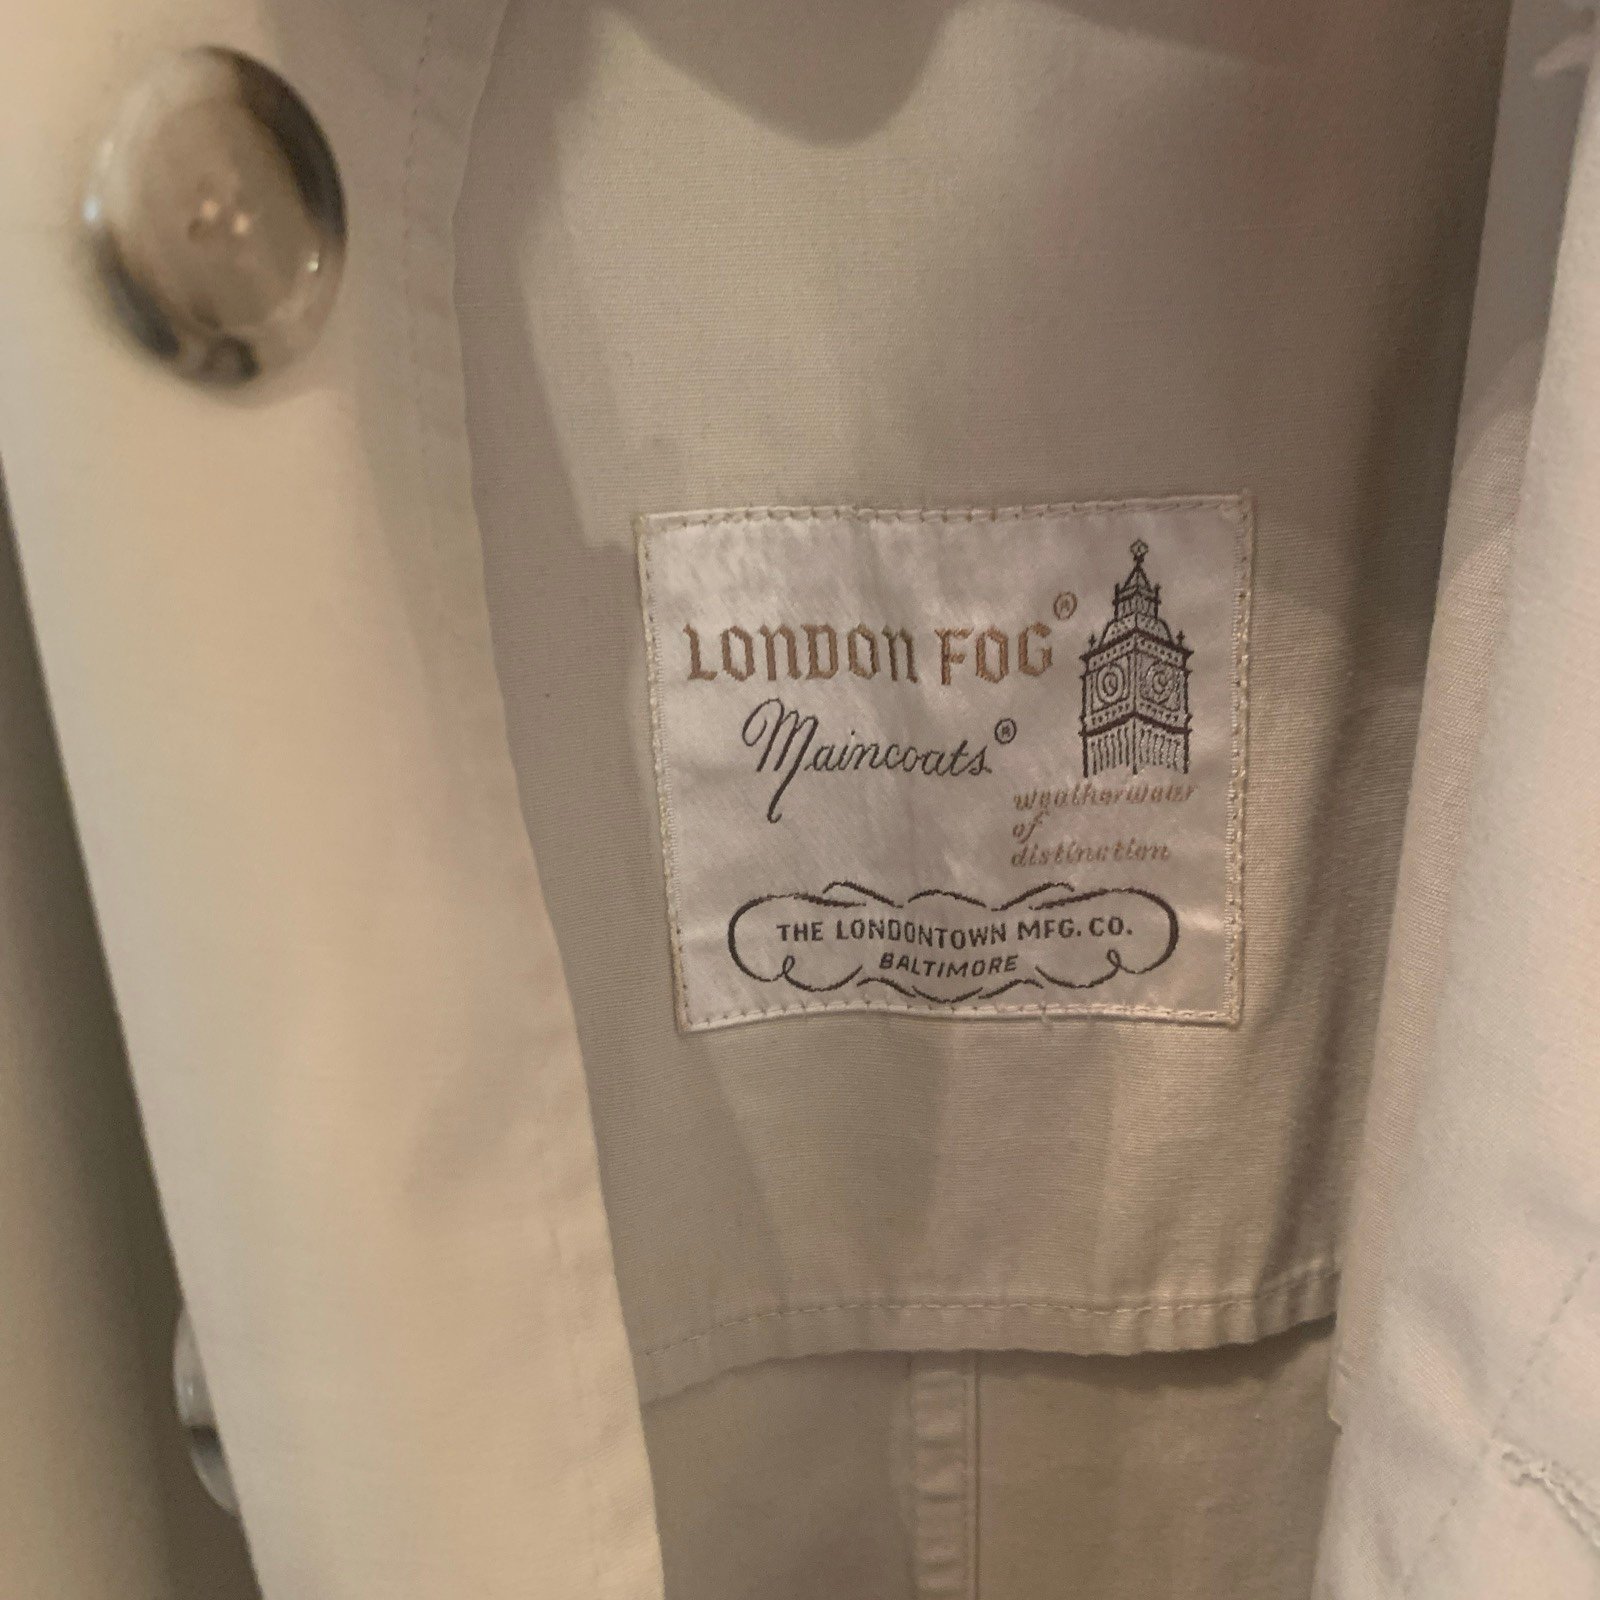 LONDON FOG®
Maincoats®
weatherwear
of
distinction
THE LONDONTOWN MFG. CO.
BALTIMORE